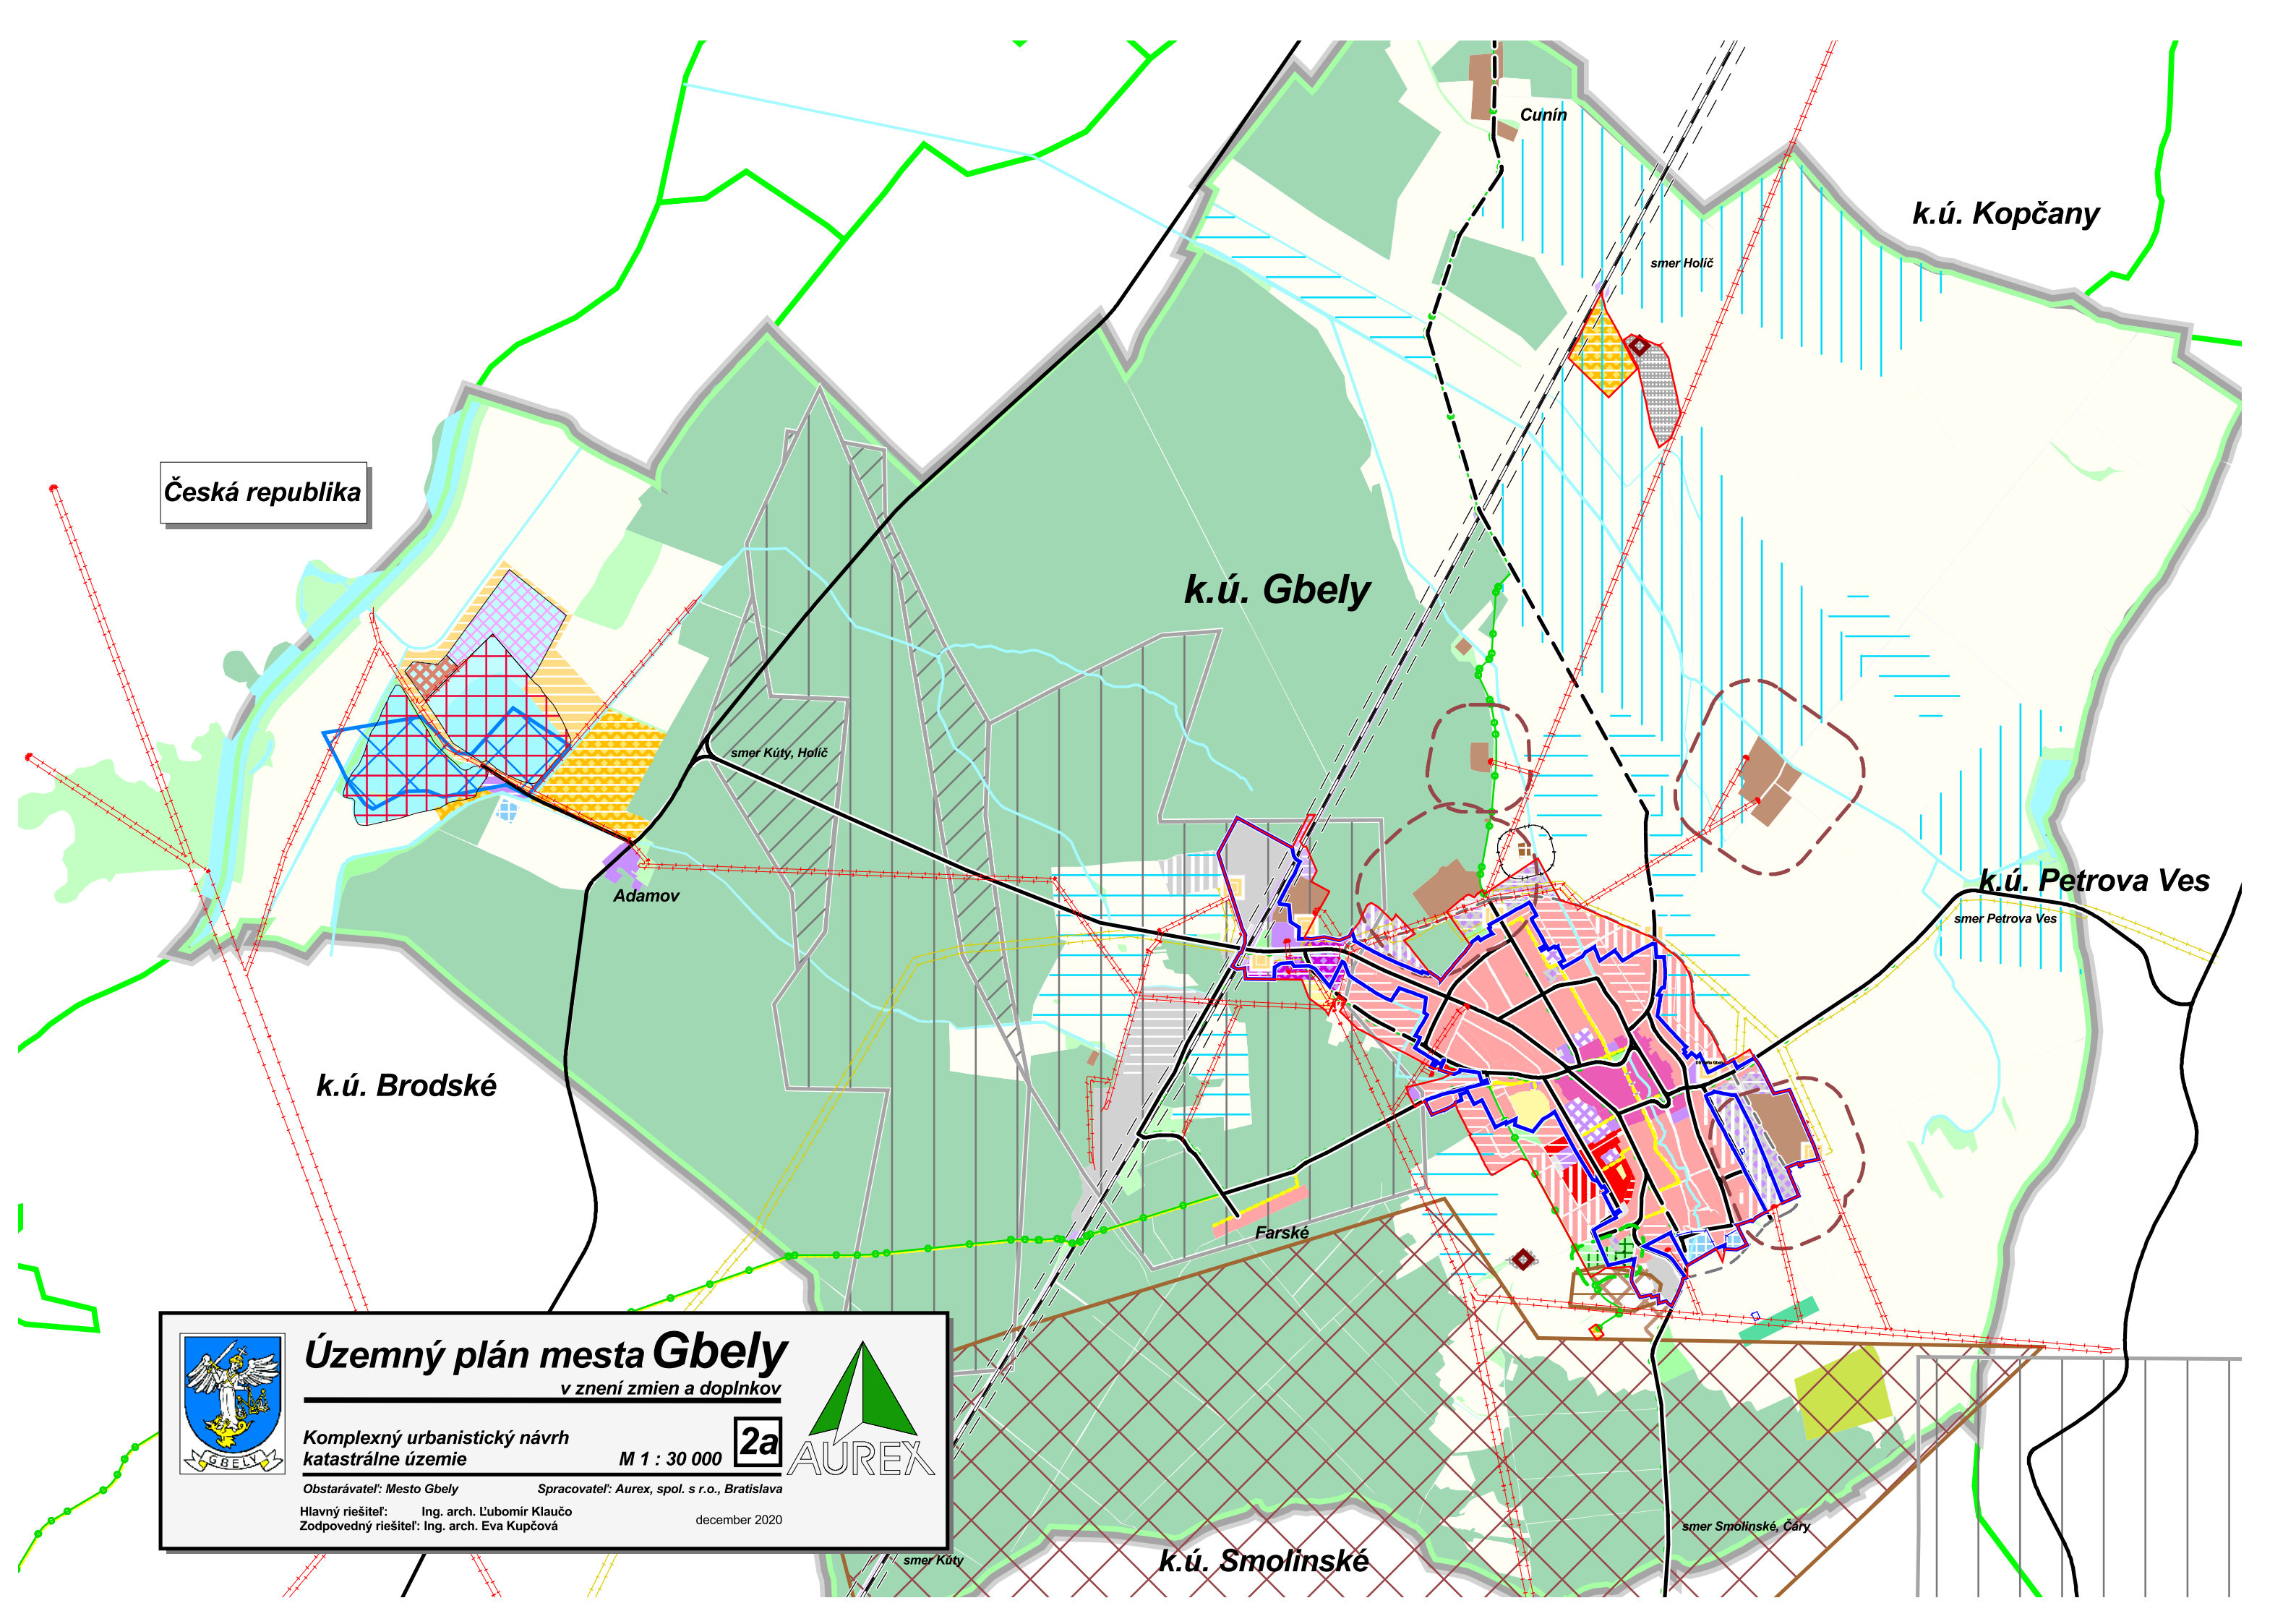 Cunín
k.ú. Kopčany
smer Holíč
Česká republika
k.ú. Gbely
smer Kúty, Holíč
k.ú. Petrova Ves
Adamov
smer Petrova Ves
k.ú. Brodské
Farské
Územný plán mesta Gbely
v znení zmien a doplnkov
Komplexný urbanistický návrh
katastrálne územie
M 1 : 30 000
2a
GBELY
AUREX
Obstarávateľ: Mesto Gbely
Spracovateľ: Aurex, spol. s r.o., Bratislava
Hlavný riešiteľ: Ing. arch. Ľubomír Klaučo
Zodpovedný riešiteľ: Ing. arch. Eva Kupčová
december 2020
smer Smolinské, Čáry
smer Kúty
k.ú. Smolinské